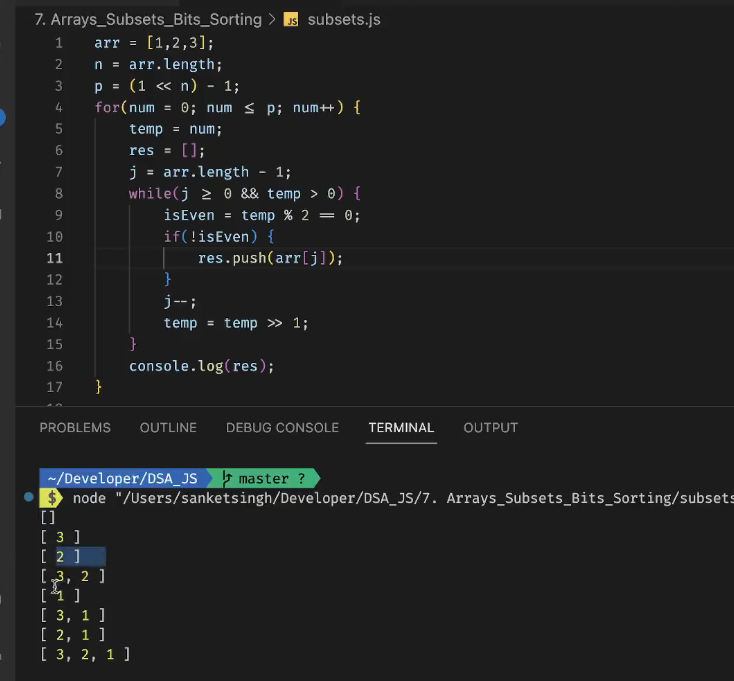 7. Arrays_Subsets_Bits_Sorting > JS subsets.js
1 arr = [1,2,3];
2 n = arr.length;
3 p = (1 << n) - 1;
4 for(num = 0; num ≤ p; num++) {
5 temp = num;
6 res = [];
7 j = arr.length - 1;
8 while(j ≥ 0 && temp > 0) {
9 isEven = temp % 2 == 0;
10 if(!isEven) {
11 res.push(arr[j]);
12 }
13 j--;
14 temp = temp >> 1;
15 }
16 console.log(res);
17 }
PROBLEMS OUTLINE DEBUG CONSOLE TERMINAL OUTPUT
~/Developer/DSA_JS master ?
$ node "/Users/sanketsingh/Developer/DSA_JS/7. Arrays_Subsets_Bits_Sorting/subsets
[]
[ 3 ]
[ 2 ]
[ 3, 2 ]
[ 1 ]
[ 3, 1 ]
[ 2, 1 ]
[ 3, 2, 1 ]